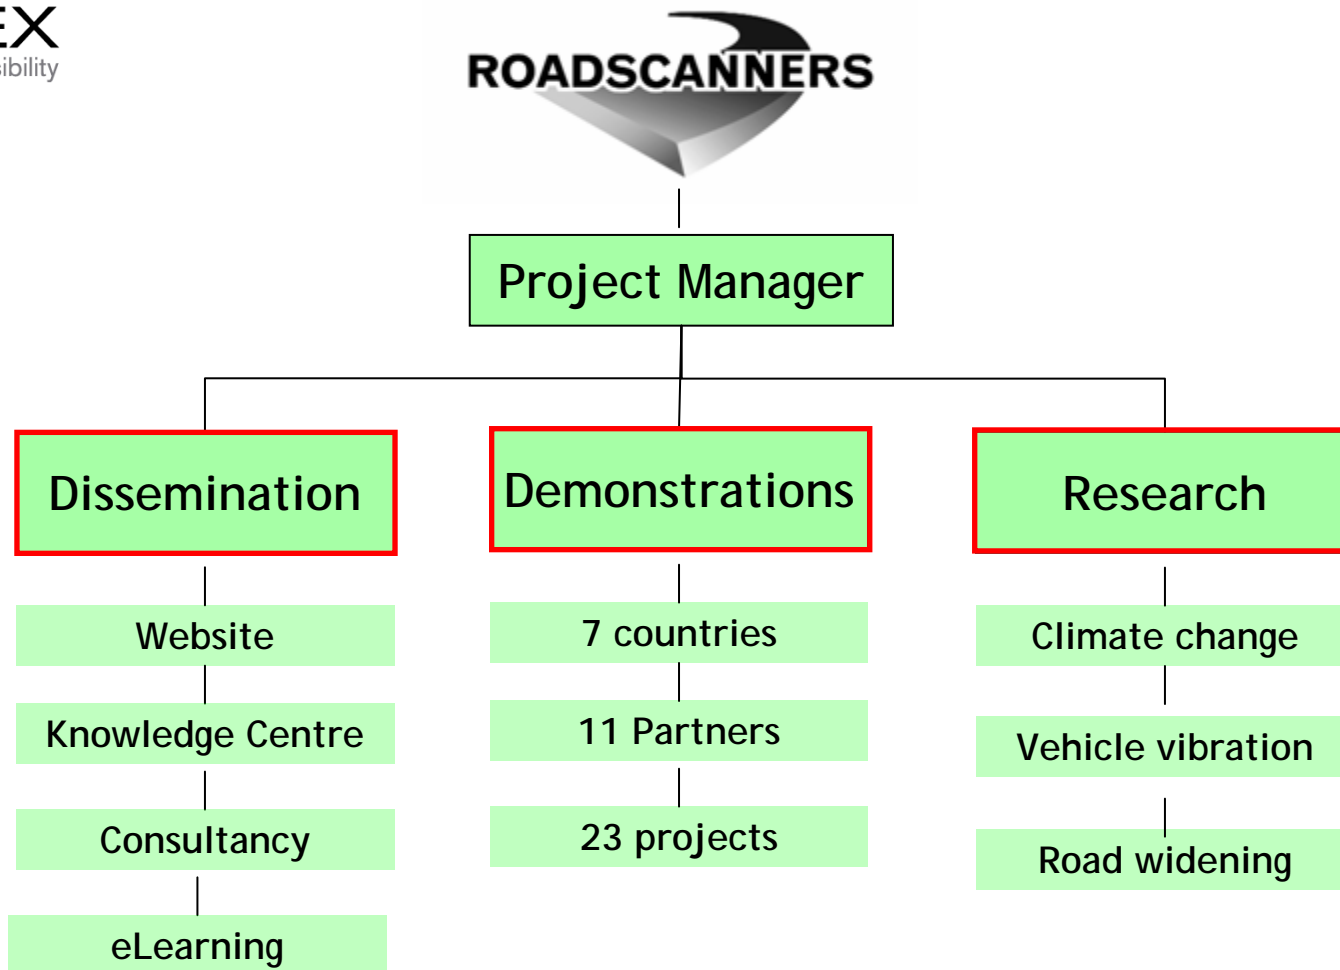 EX
sibility
ROADSCANNERS
Project Manager
Dissemination
Demonstrations
Research
Website
Knowledge Centre
Consultancy
eLearning
7 countries
11 Partners
23 projects
Climate change
Vehicle vibration
Road widening